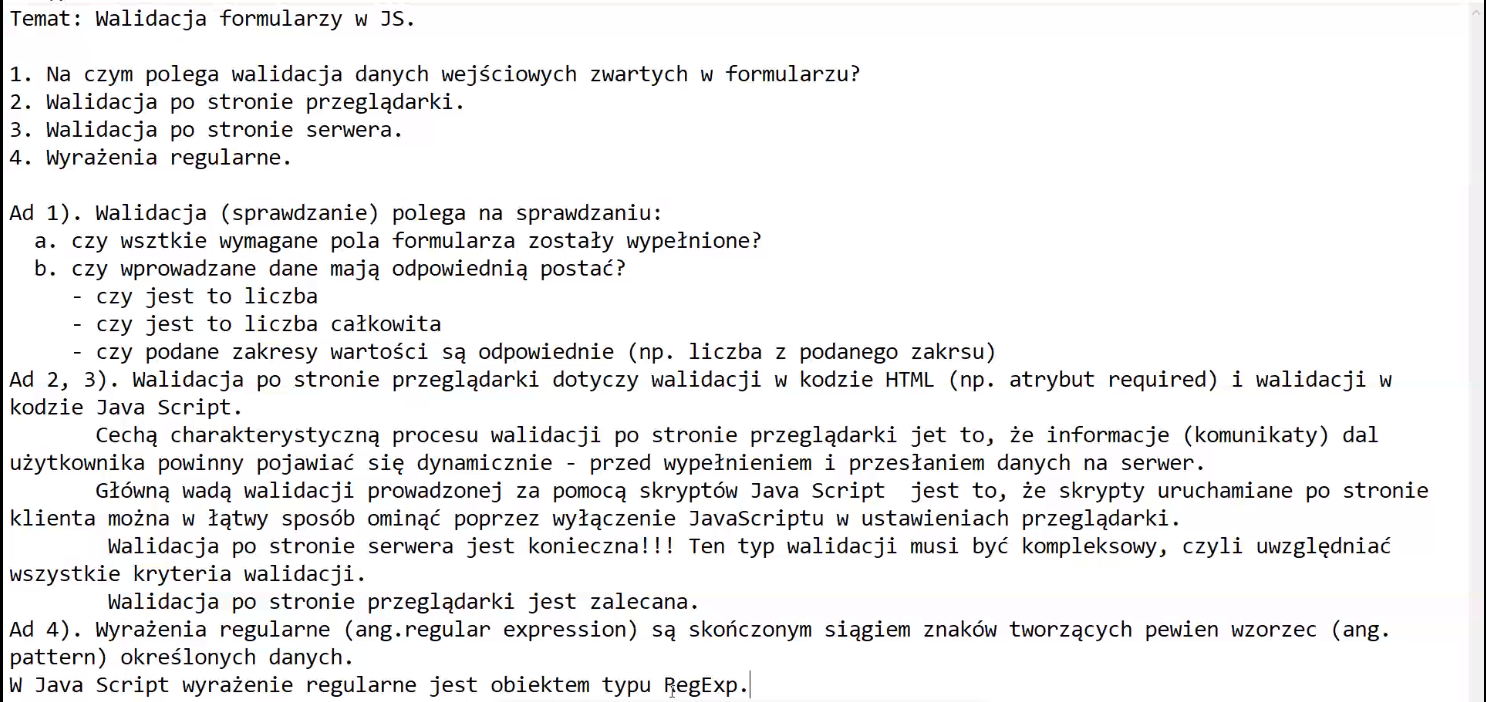 Temat: Walidacja formularzy w JS.
1. Na czym polega walidacja danych wejściowych zwartych w formularzu?
2. Walidacja po stronie przeglądarki.
3. Walidacja po stronie serwera.
4. Wyrażenia regularne.
Ad 1). Walidacja (sprawdzanie) polega na sprawdzaniu:
a. czy wsztkie wymagane pola formularza zostały wypełnione?
b. czy wprowadzane dane mają odpowiednią postać?
- czy jest to liczba
- czy jest to liczba całkowita
- czy podane zakresy wartości są odpowiednie (np. liczba z podanego zakrsu)
Ad 2, 3). Walidacja po stronie przeglądarki dotyczy walidacji w kodzie HTML (np. atrybut required) i walidacji w
kodzie Java Script.
Cechą charakterystyczną procesu walidacji po stronie przeglądarki jet to, że informacje (komunikaty) dal
użytkownika powinny pojawiać się dynamicznie - przed wypełnieniem i przesłaniem danych na serwer.
Główną wadą walidacji prowadzonej za pomocą skryptów Java Script  jest to, że skrypty uruchamiane po stronie
klienta można w łątwy sposób ominąć poprzez wyłączenie JavaScriptu w ustawieniach przeglądarki.
Walidacja po stronie serwera jest konieczna!!! Ten typ walidacji musi być kompleksowy, czyli uwzględniać
wszystkie kryteria walidacji.
Walidacja po stronie przeglądarki jest zalecana.
Ad 4). Wyrażenia regularne (ang.regular expression) są skończonym siągiem znaków tworzących pewien wzorzec (ang.
pattern) określonych danych.
W Java Script wyrażenie regularne jest obiektem typu RegExp.